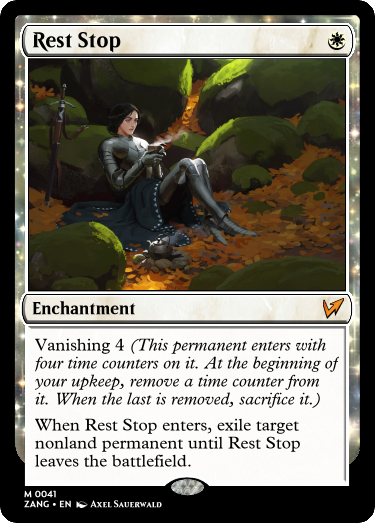 Rest Stop
Enchantment
Vanishing 4 (This permanent enters with
four time counters on it. At the beginning of
your upkeep, remove a time counter from
it. When the last is removed, sacrifice it.)
When Rest Stop enters, exile target
nonland permanent until Rest Stop
leaves the battlefield.
M 0041
ZANG • EN Axel Sauerwald